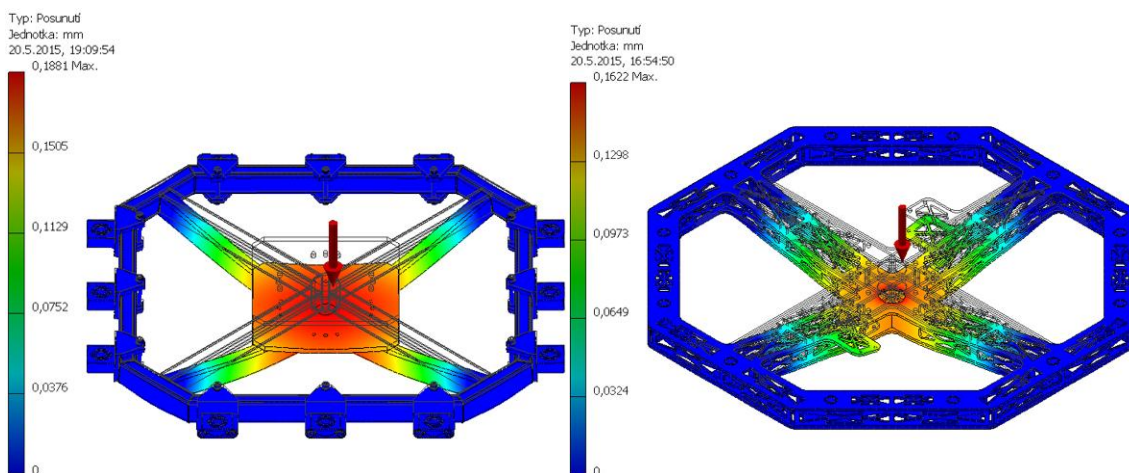 Typ: Posunutí
Jednotka: mm
20.5.2015, 19:09:54
0,1881 Max.
0,1505
0,1129
0,0752
0,0376
0
Typ: Posunutí
Jednotka: mm
20.5.2015, 16:54:50
0,1622 Max.
0,1298
0,0973
0,0649
0,0324
0